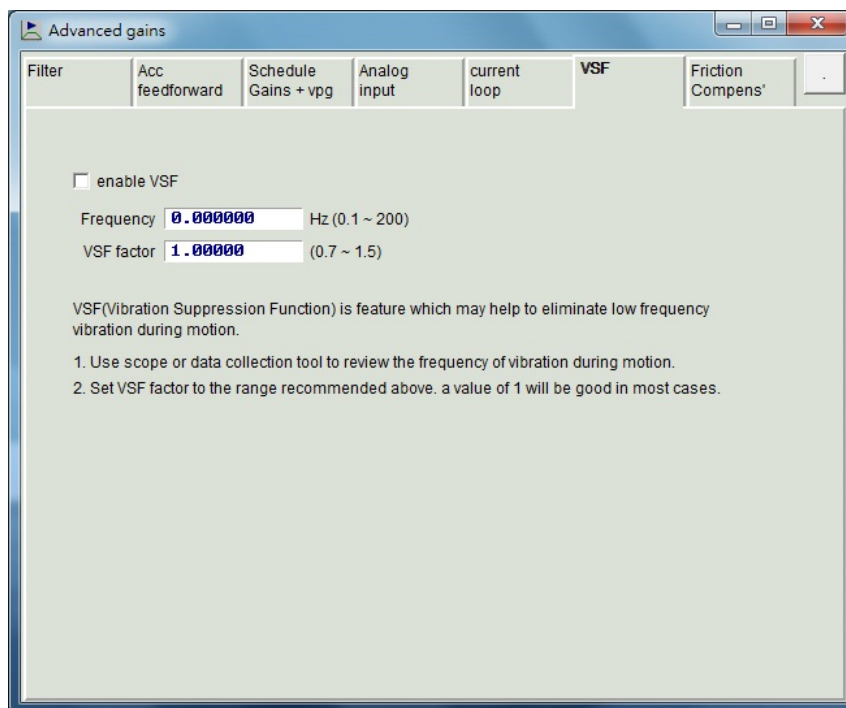 Advanced gains
Filter
Acc
feedforward
Schedule
Gains + vpg
Analog
input
current
loop
VSF
Friction
Compens'
.
enable VSF
Frequency 0.000000 Hz (0.1 ~ 200)
VSF factor 1.00000 (0.7 ~ 1.5)
VSF(Vibration Suppression Function) is feature which may help to eliminate low frequency
vibration during motion.
1. Use scope or data collection tool to review the frequency of vibration during motion.
2. Set VSF factor to the range recommended above. a value of 1 will be good in most cases.